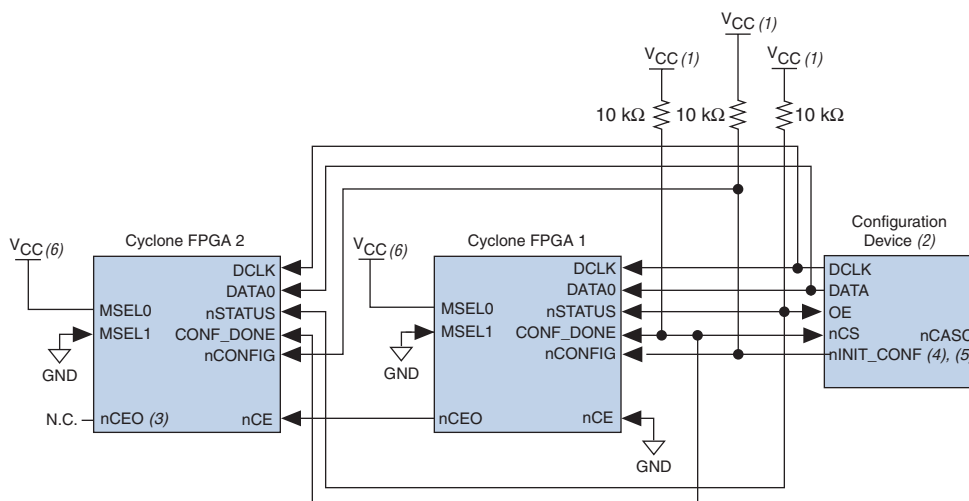 VCC (1)
VCC (1)
VCC (1)
10 kΩ
10 kΩ
10 kΩ
Cyclone FPGA 2
VCC (6)
DCLK
DATA0
MSEL0
nSTATUS
MSEL1
CONF_DONE
nCONFIG
GND
N.C.
nCEO (3)
nCE
Cyclone FPGA 1
VCC (6)
DCLK
DATA0
MSEL0
nSTATUS
MSEL1
CONF_DONE
nCONFIG
GND
nCEO
nCE
GND
Configuration
Device (2)
DCLK
DATA
OE
nCS
nCASC
nINIT_CONF (4), (5)